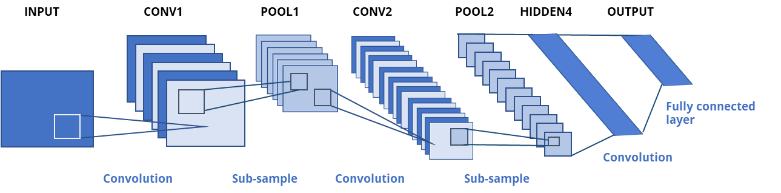 INPUT
CONV1
POOL1
CONV2
POOL2
HIDDEN4
OUTPUT
Fully connected
layer
Convolution
Convolution
Sub-sample
Convolution
Sub-sample